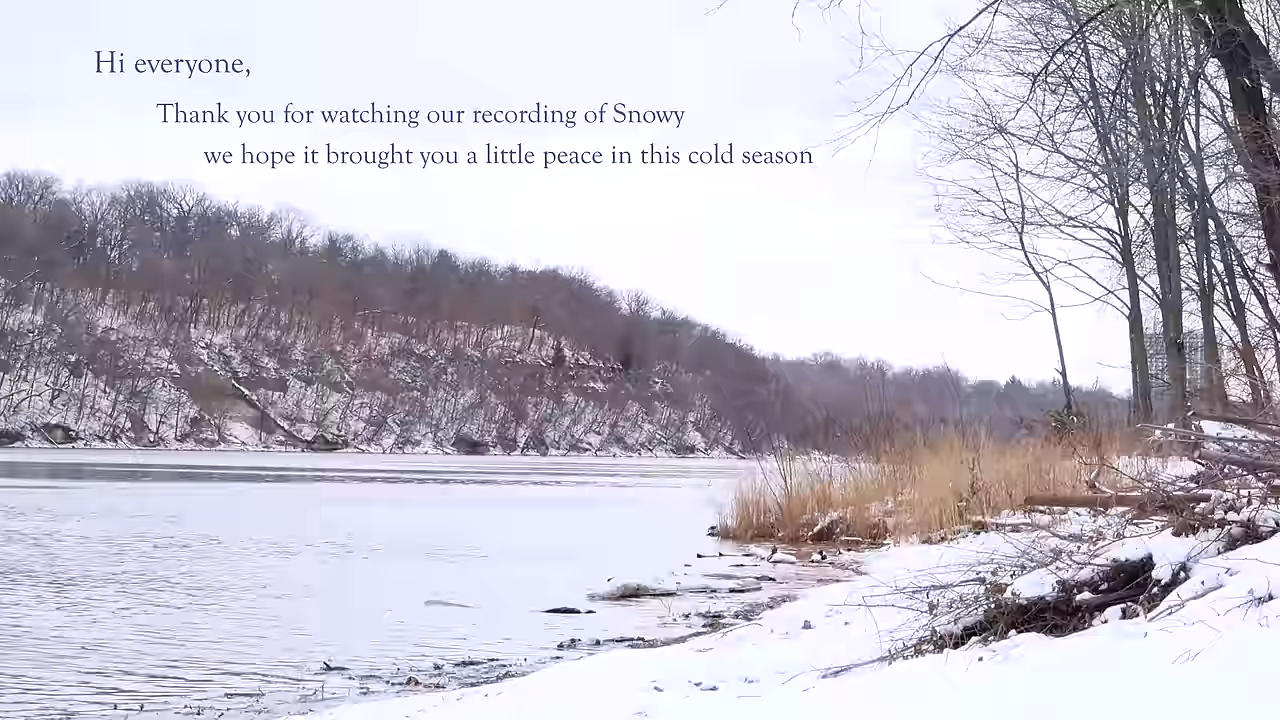 Hi everyone,
Thank you for watching our recording of Snowy
we hope it brought you a little peace in this cold season